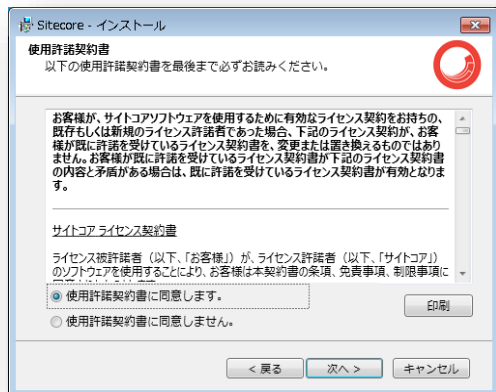 Sitecore - インストール
使用許諾契約書
以下の使用許諾契約書を最後まで必ずお読みください。
お客様が、サイトコアソフトウェアを使用するために有効なライセンス契約をお持ちの、
既存もしくは新規のライセンス許諾者であった場合、下記のライセンス契約が、お客
様が既に許諾を受けているライセンス契約書を、変更または置き換えるものではあり
ません。お客様が既に許諾を受けているライセンス契約書が下記のライセンス契約書
の内容と矛盾がある場合は、既に許諾を受けているライセンス契約書が有効となりま
す。
サイトコア ライセンス契約書
ライセンス被許諾者（以下、「お客様」）が、ライセンス許諾者（以下、「サイトコア」）
のソフトウェアを使用することにより、お客様は本契約書の条項、免責事項、制限事項に
使用許諾契約書に同意します。
印刷
使用許諾契約書に同意しません。
< 戻る
次へ >
キャンセル